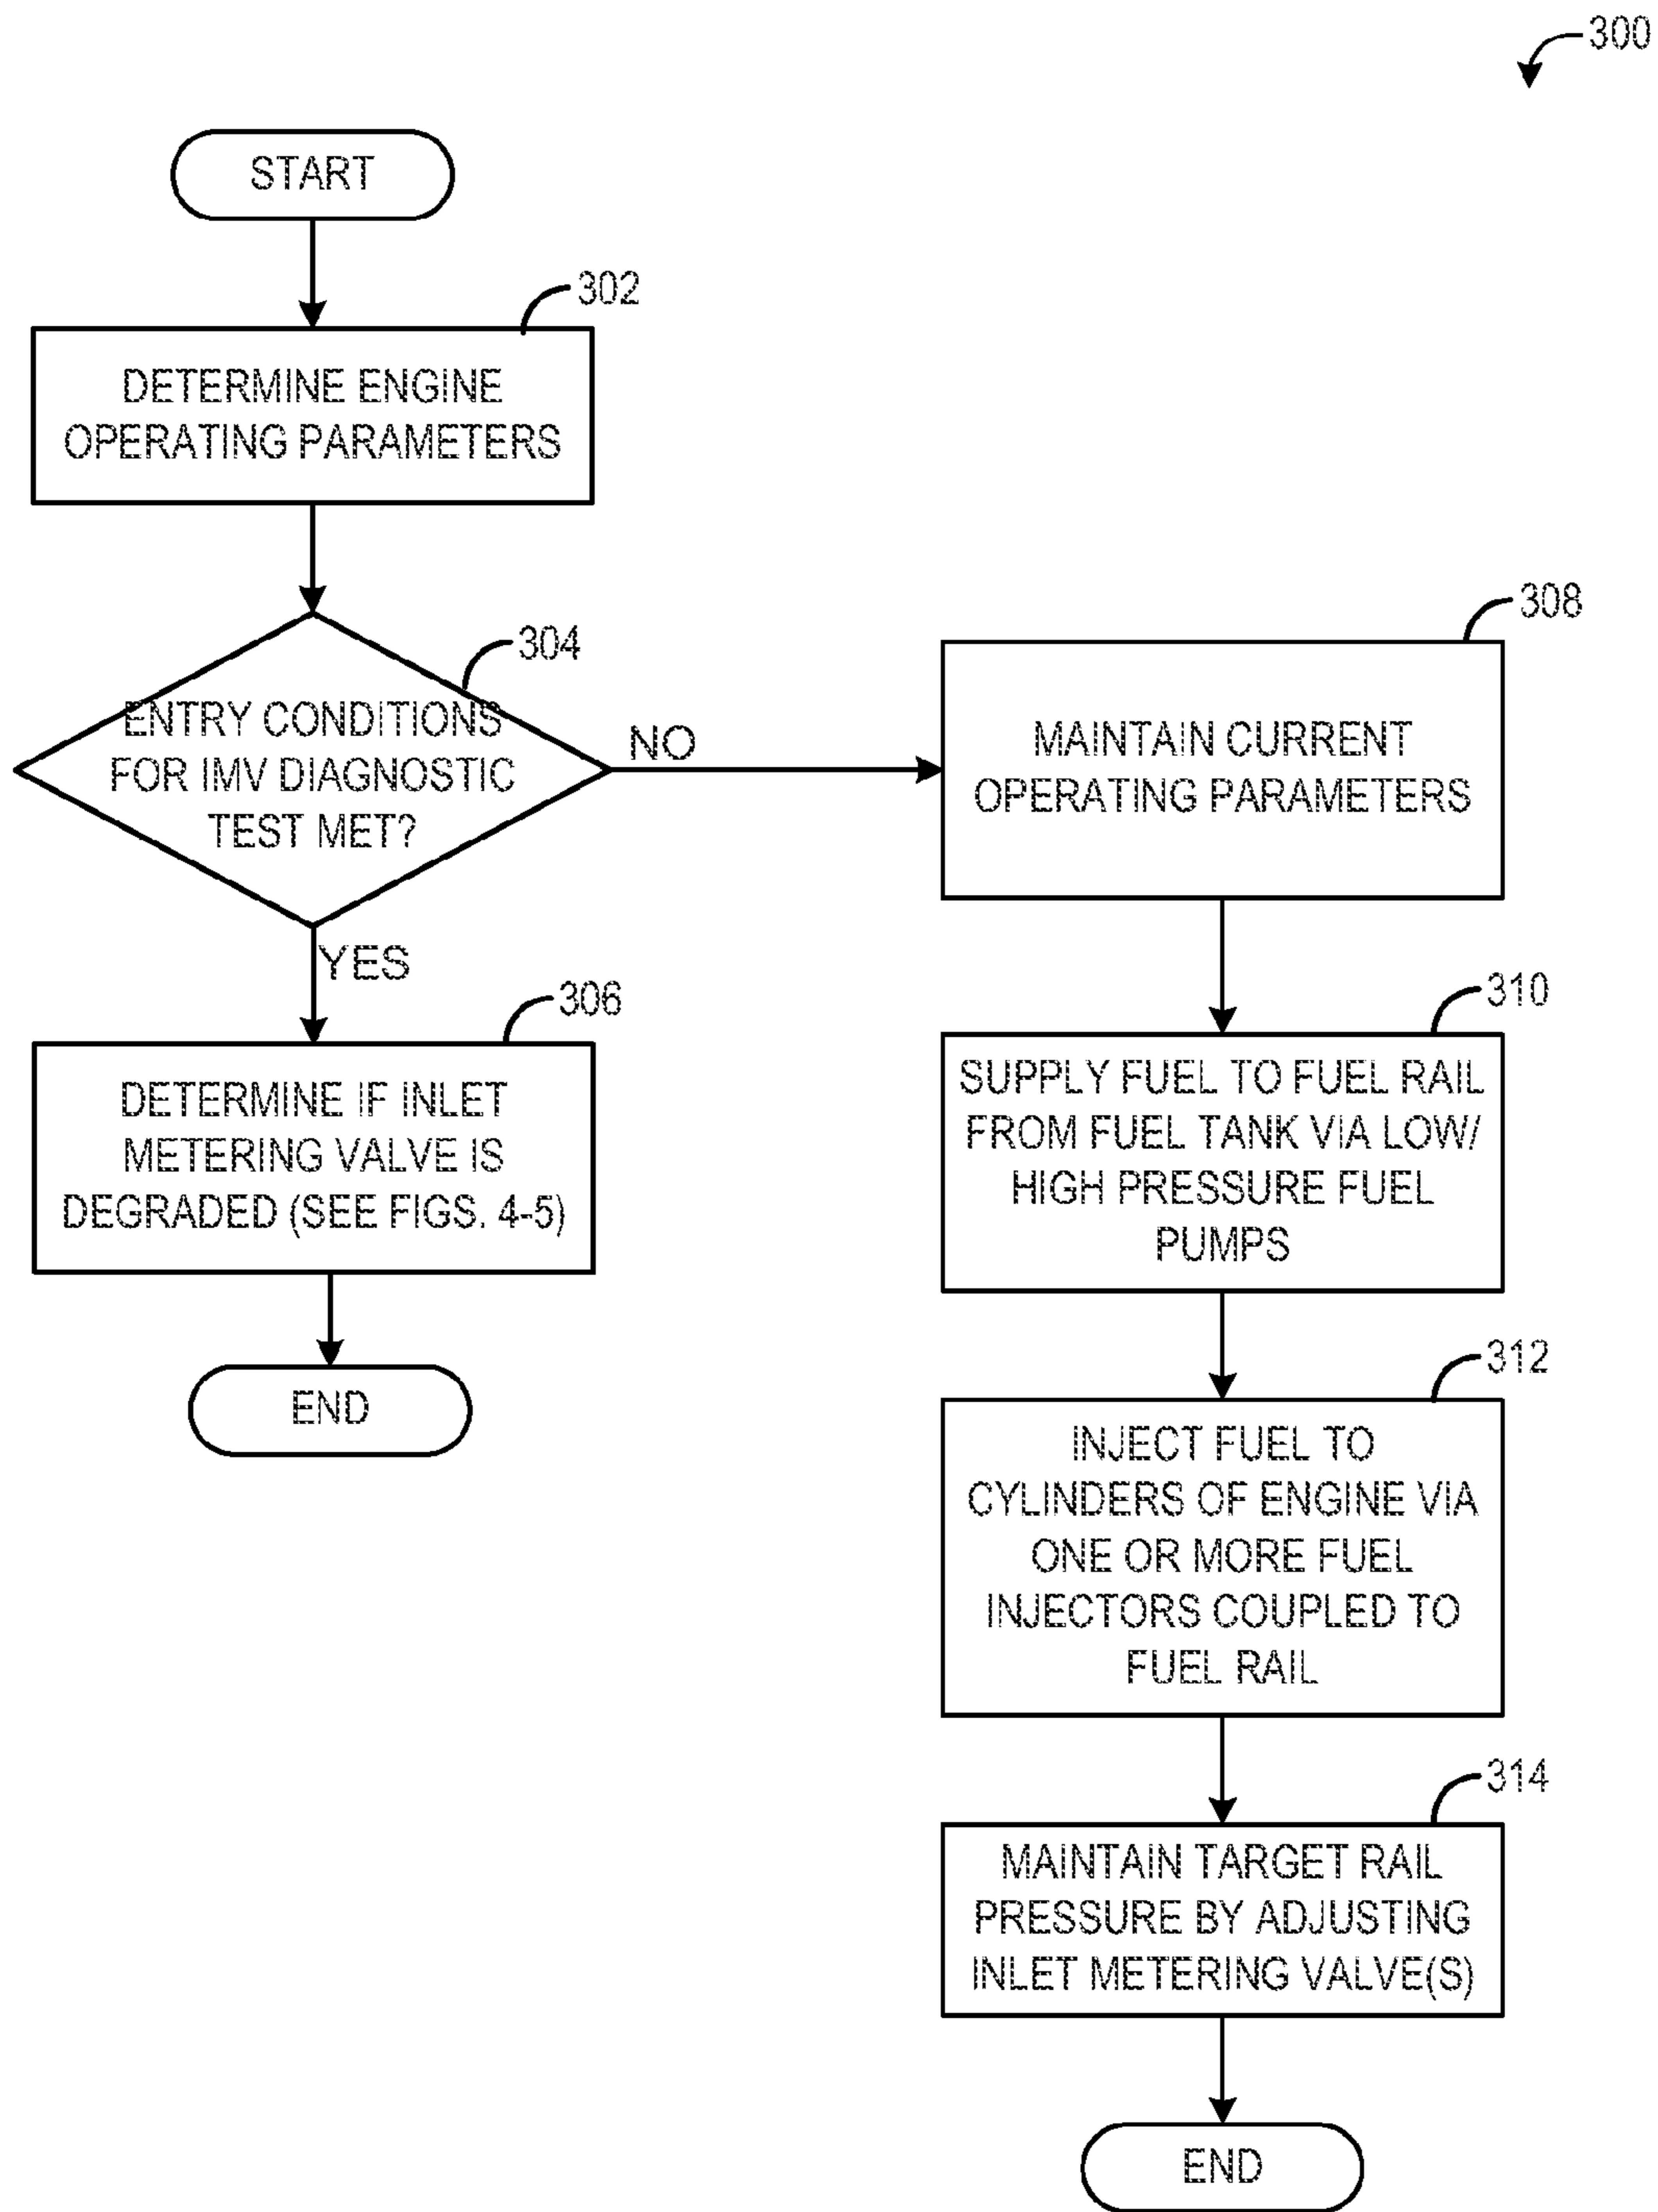 300
START
302
DETERMINE ENGINE
OPERATING PARAMETERS
304
ENTRY CONDITIONS
FOR IMV DIAGNOSTIC
TEST MET?
NO
YES
306
DETERMINE IF INLET
METERING VALVE IS
DEGRADED (SEE FIGS. 4-5)
END
308
MAINTAIN CURRENT
OPERATING PARAMETERS
310
SUPPLY FUEL TO FUEL RAIL
FROM FUEL TANK VIA LOW/
HIGH PRESSURE FUEL
PUMPS
312
INJECT FUEL TO
CYLINDERS OF ENGINE VIA
ONE OR MORE FUEL
INJECTORS COUPLED TO
FUEL RAIL
314
MAINTAIN TARGET RAIL
PRESSURE BY ADJUSTING
INLET METERING VALVE(S)
END